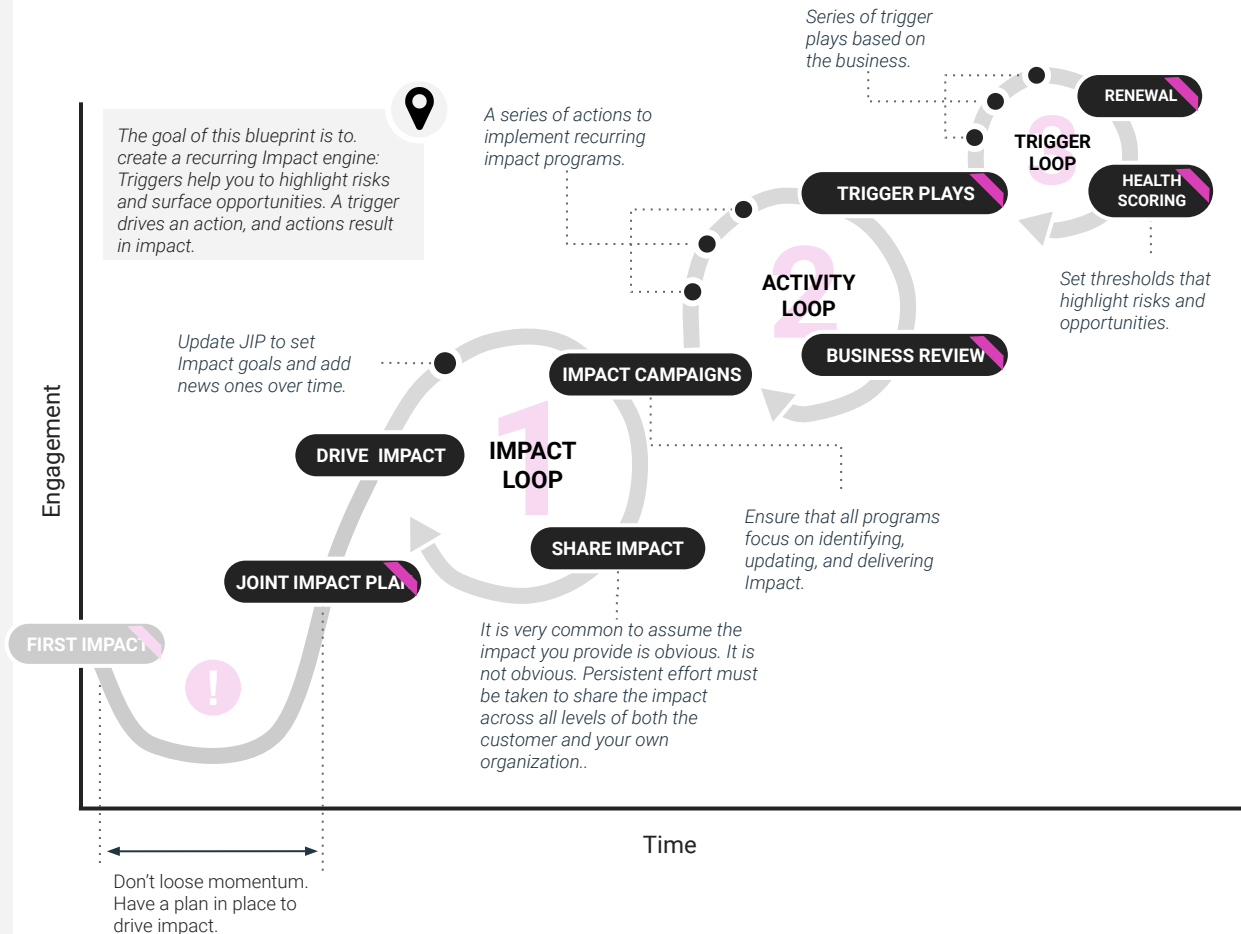 Series of trigger
plays based on
the business.
RENEWAL
3
TRIGGER
LOOP
HEALTH
SCORING
Set thresholds that
highlight risks and
opportunities.
The goal of this blueprint is to.
create a recurring Impact engine:
Triggers help you to highlight risks
and surface opportunities. A trigger
drives an action, and actions result
in impact.
A series of actions to
implement recurring
impact programs.
TRIGGER PLAYS
2
ACTIVITY
LOOP
BUSINESS REVIEW
Update JIP to set
Impact goals and add
news ones over time.
IMPACT CAMPAIGNS
DRIVE IMPACT
1
IMPACT
LOOP
SHARE IMPACT
Ensure that all programs
focus on identifying,
updating, and delivering
Impact.
JOINT IMPACT PLAN
FIRST IMPACT
!
It is very common to assume the
impact you provide is obvious. It is
not obvious. Persistent effort must
be taken to share the impact
across all levels of both the
customer and your own
organization..
Engagement
Time
Don’t loose momentum.
Have a plan in place to
drive impact.